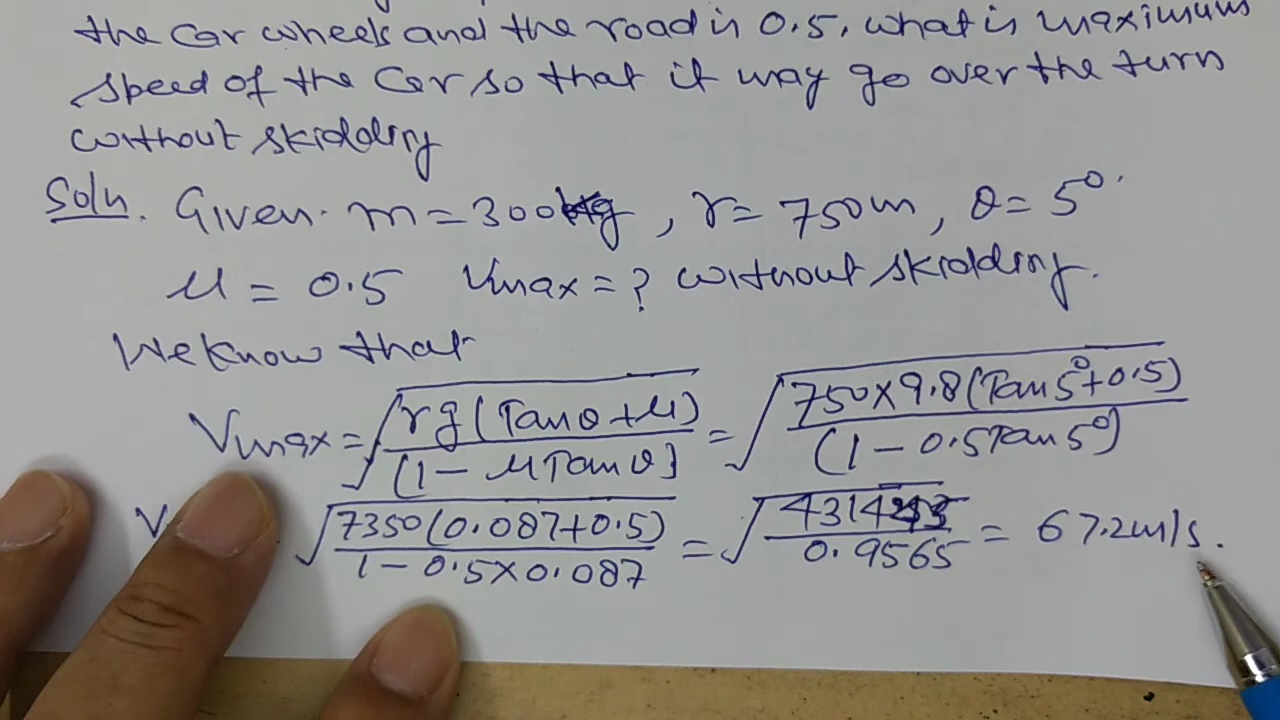 the car wheels and the road is 0.5, what is maximum
speed of the car so that it may go over the turn
without skidding
Soln. Given. m = 300kg, r = 750m, θ = 5°.
μ = 0.5 Vmax = ? without skidding.
We know that
Vmax = √(rg(Tanθ+μ)/(1-μTanθ)) = √(750×9.8(Tan5°+0.5)/(1-0.5Tan5°))
V √(7350(0.087+0.5)/1-0.5×0.087) = √(4314/0.9565) = 67.2m/s.